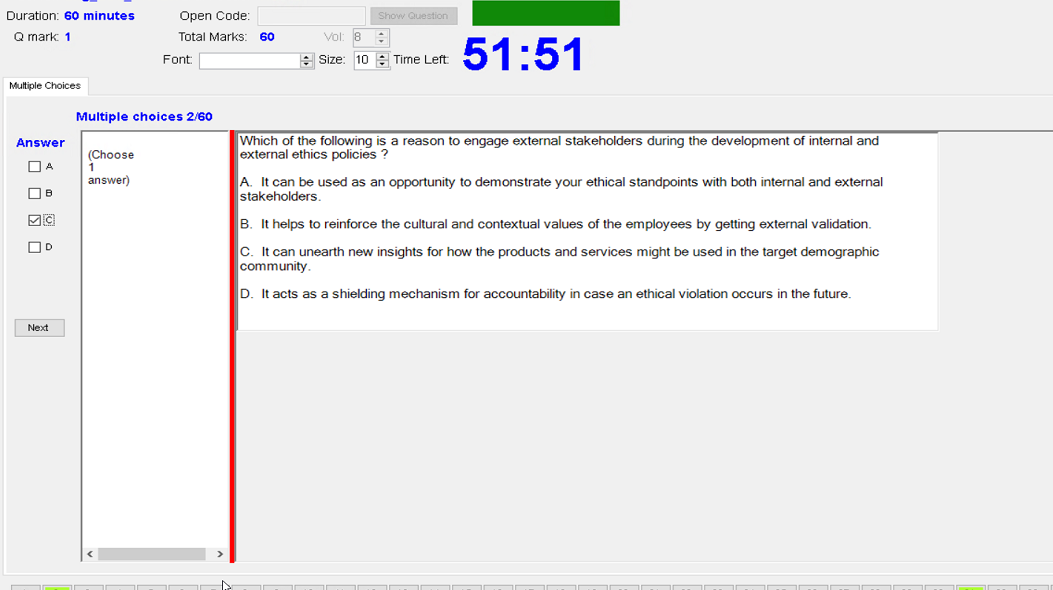 Duration: 60 minutes
Open Code:
Show Question
Q mark: 1
Total Marks: 60
Vol: 8
Font:
Size: 10
Time Left: 51:51
Multiple Choices
Multiple choices 2/60
Answer
A
B
C
D
Next
(Choose
1
answer)
Which of the following is a reason to engage external stakeholders during the development of internal and
external ethics policies ?
A. It can be used as an opportunity to demonstrate your ethical standpoints with both internal and external
stakeholders.
B. It helps to reinforce the cultural and contextual values of the employees by getting external validation.
C. It can unearth new insights for how the products and services might be used in the target demographic
community.
D. It acts as a shielding mechanism for accountability in case an ethical violation occurs in the future.